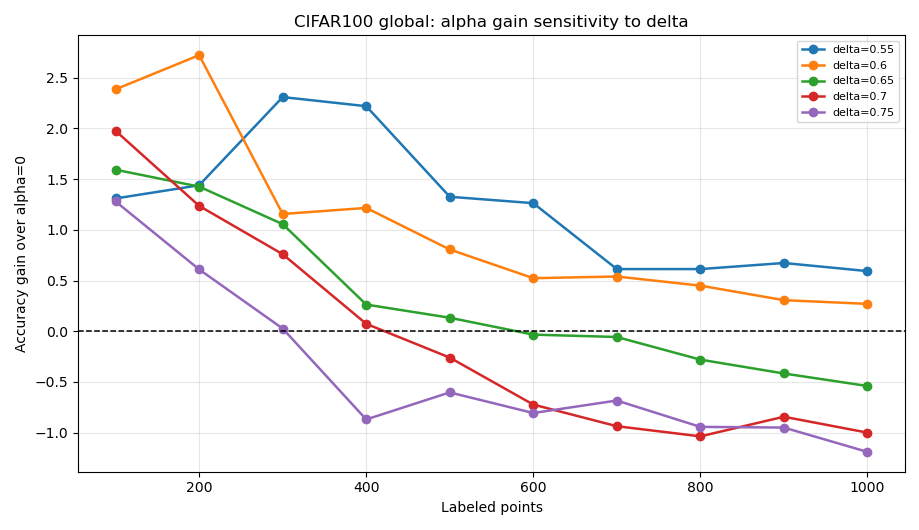 CIFAR100 global: alpha gain sensitivity to delta
Accuracy gain over alpha=0
2.5
2.0
1.5
1.0
0.5
0.0
−0.5
−1.0
delta=0.55
delta=0.6
delta=0.65
delta=0.7
delta=0.75
200
400
600
800
1000
Labeled points